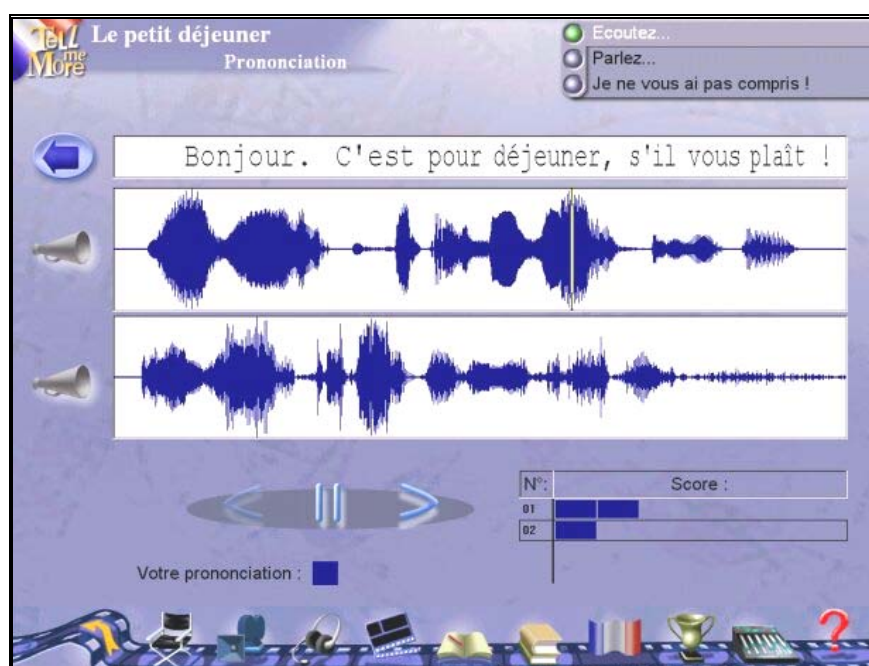 Tell
me
More
Le petit déjeuner
Prononciation
Ecoutez...
Parlez...
Je ne vous ai pas compris !
Bonjour. C'est pour déjeuner, s'il vous plaît !
N°: Score :
01
02
Votre prononciation :
?